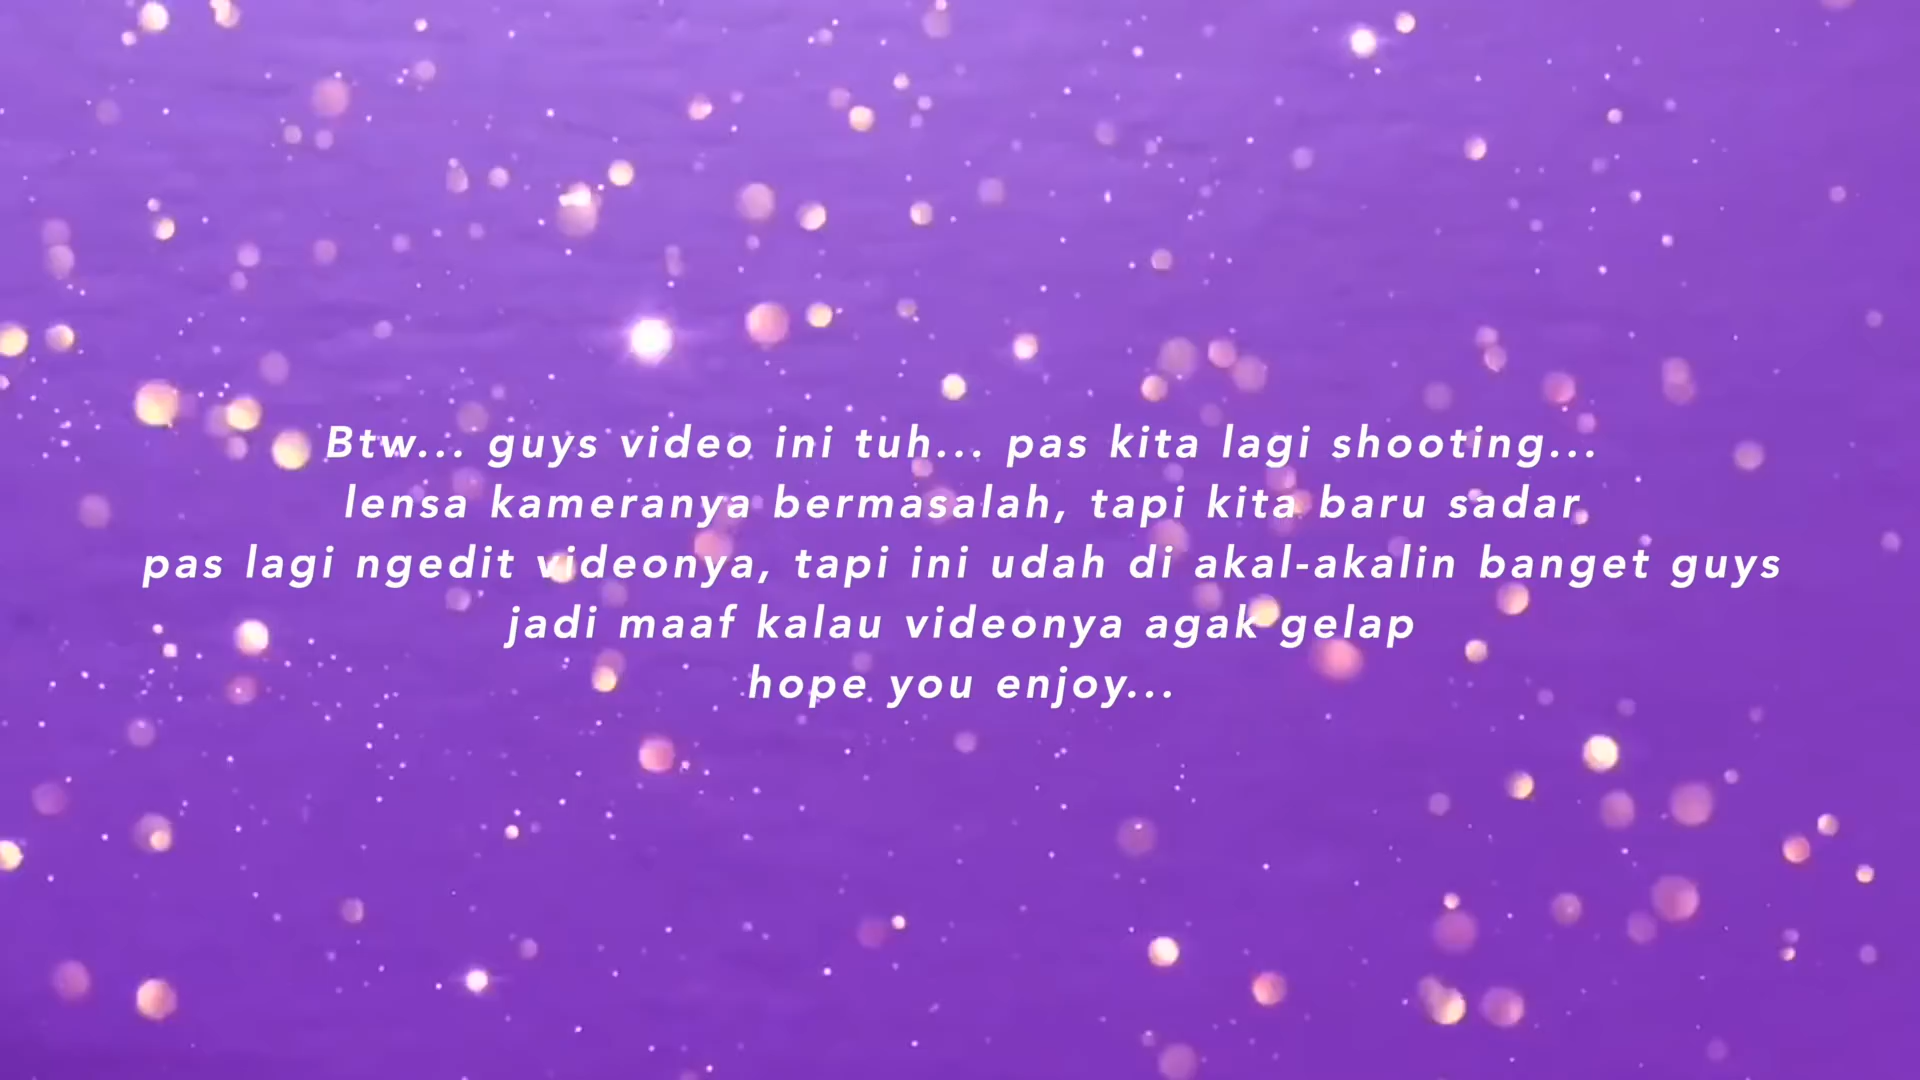 Btw... guys video ini tuh... pas kita lagi shooting...
lensa kameranya bermasalah, tapi kita baru sadar
pas lagi ngedit videonya, tapi ini udah di akal-akalin banget guys
jadi maaf kalau videonya agak gelap
hope you enjoy...